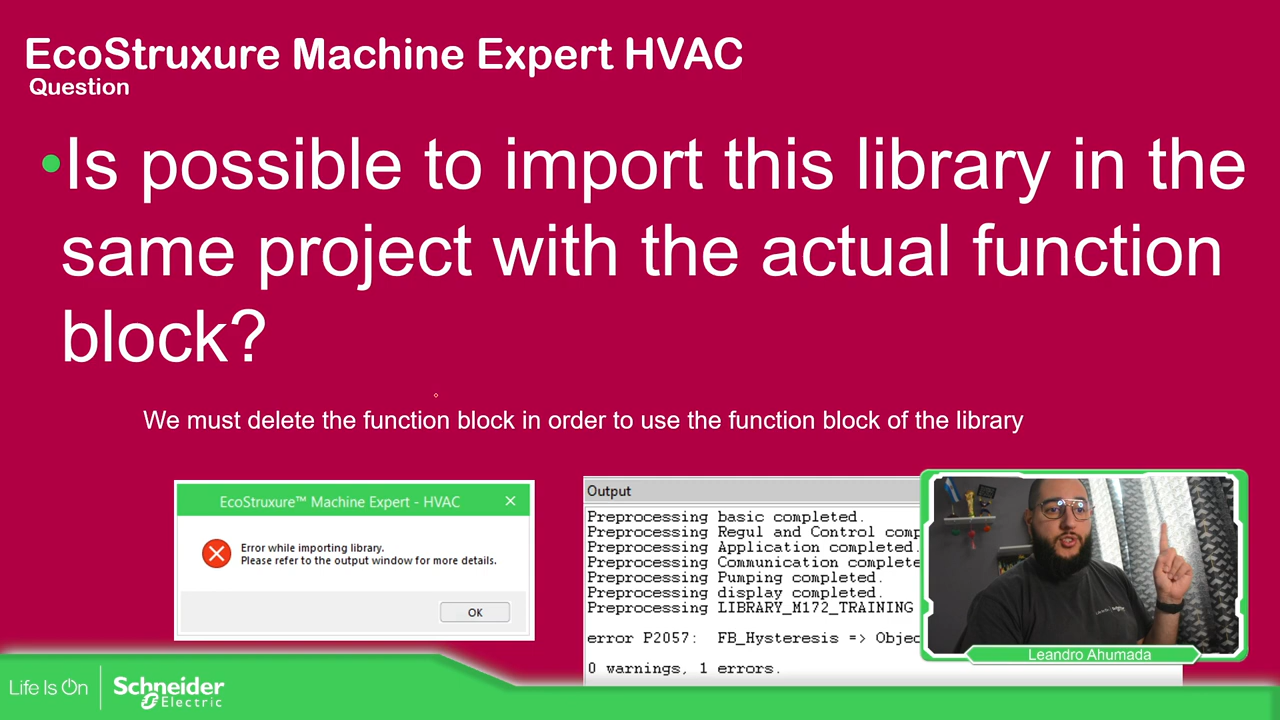 EcoStruxure Machine Expert HVAC
Question
•Is possible to import this library in the
same project with the actual function
block?
We must delete the function block in order to use the function block of the library
EcoStruxure™ Machine Expert - HVAC
Error while importing library.
Please refer to the output window for more details.
OK
Output
Preprocessing basic completed.
Preprocessing Regul and Control comp
Preprocessing Application completed.
Preprocessing Communication complete
Preprocessing Pumping completed.
Preprocessing display completed.
Preprocessing LIBRARY_M172_TRAINING
error P2057: FB_Hysteresis => Objec
0 warnings, 1 errors.
Leandro Ahumada
Life Is On
Schneider
Electric